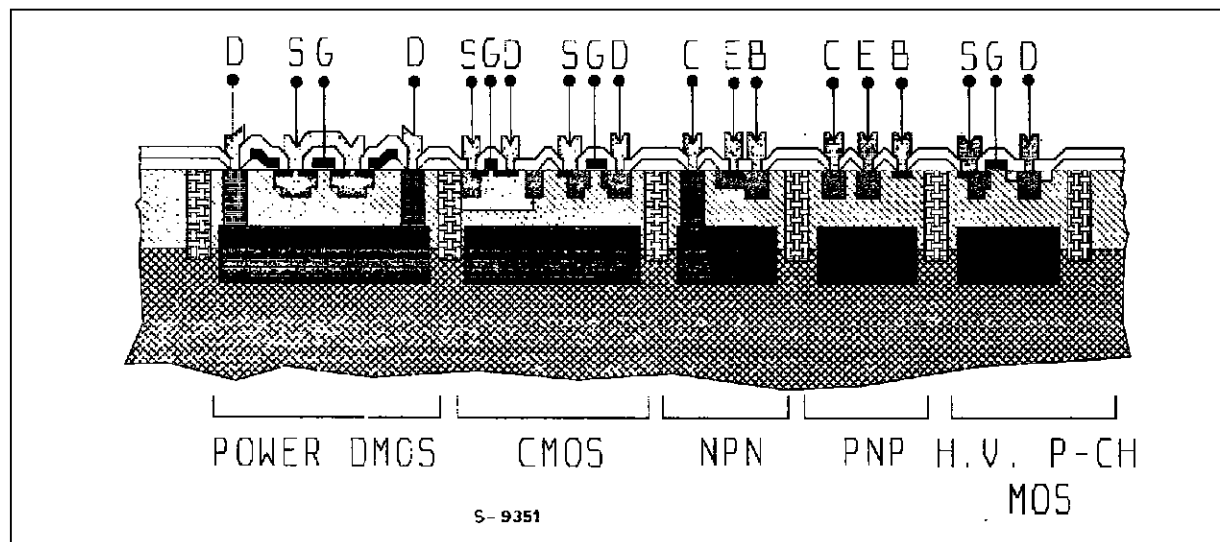 D S G D S G D S G D C E B C E B S G D
POWER DMOS CMOS NPN PNP H.V. P-CH
MOS
S-9351